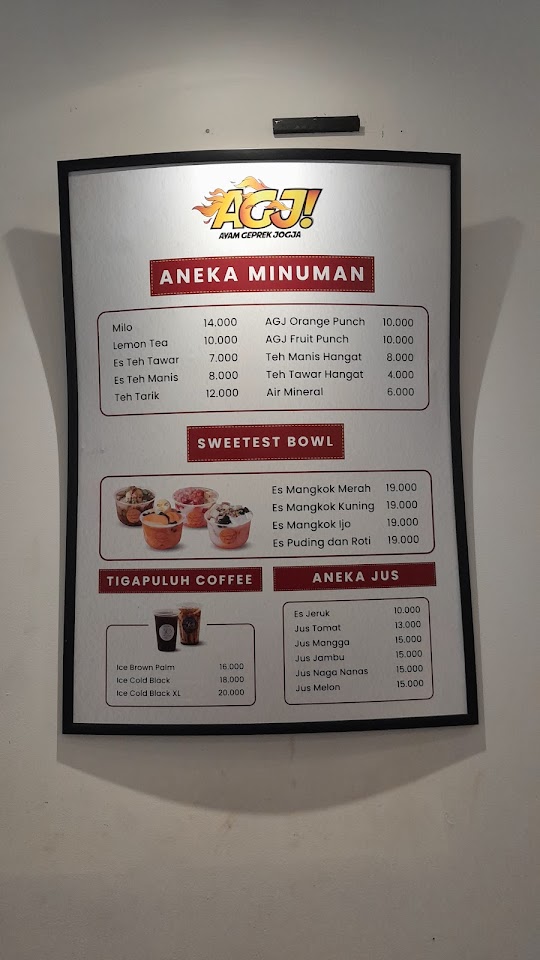 AGJ!
AYAM GEPREK JOGJA
ANEKA MINUMAN
Milo 14.000
Lemon Tea 10.000
Es Teh Tawar 7.000
Es Teh Manis 8.000
Teh Tarik 12.000
AGJ Orange Punch 10.000
AGJ Fruit Punch 10.000
Teh Manis Hangat 8.000
Teh Tawar Hangat 4.000
Air Mineral 6.000
SWEETEST BOWL
Es Mangkok Merah 19.000
Es Mangkok Kuning 19.000
Es Mangkok Ijo 19.000
Es Puding dan Roti 19.000
TIGAPULUH COFFEE
Ice Brown Palm 16.000
Ice Cold Black 18.000
Ice Cold Black XL 20.000
ANEKA JUS
Es Jeruk 10.000
Jus Tomat 13.000
Jus Mangga 15.000
Jus Jambu 15.000
Jus Naga Nanas 15.000
Jus Melon 15.000